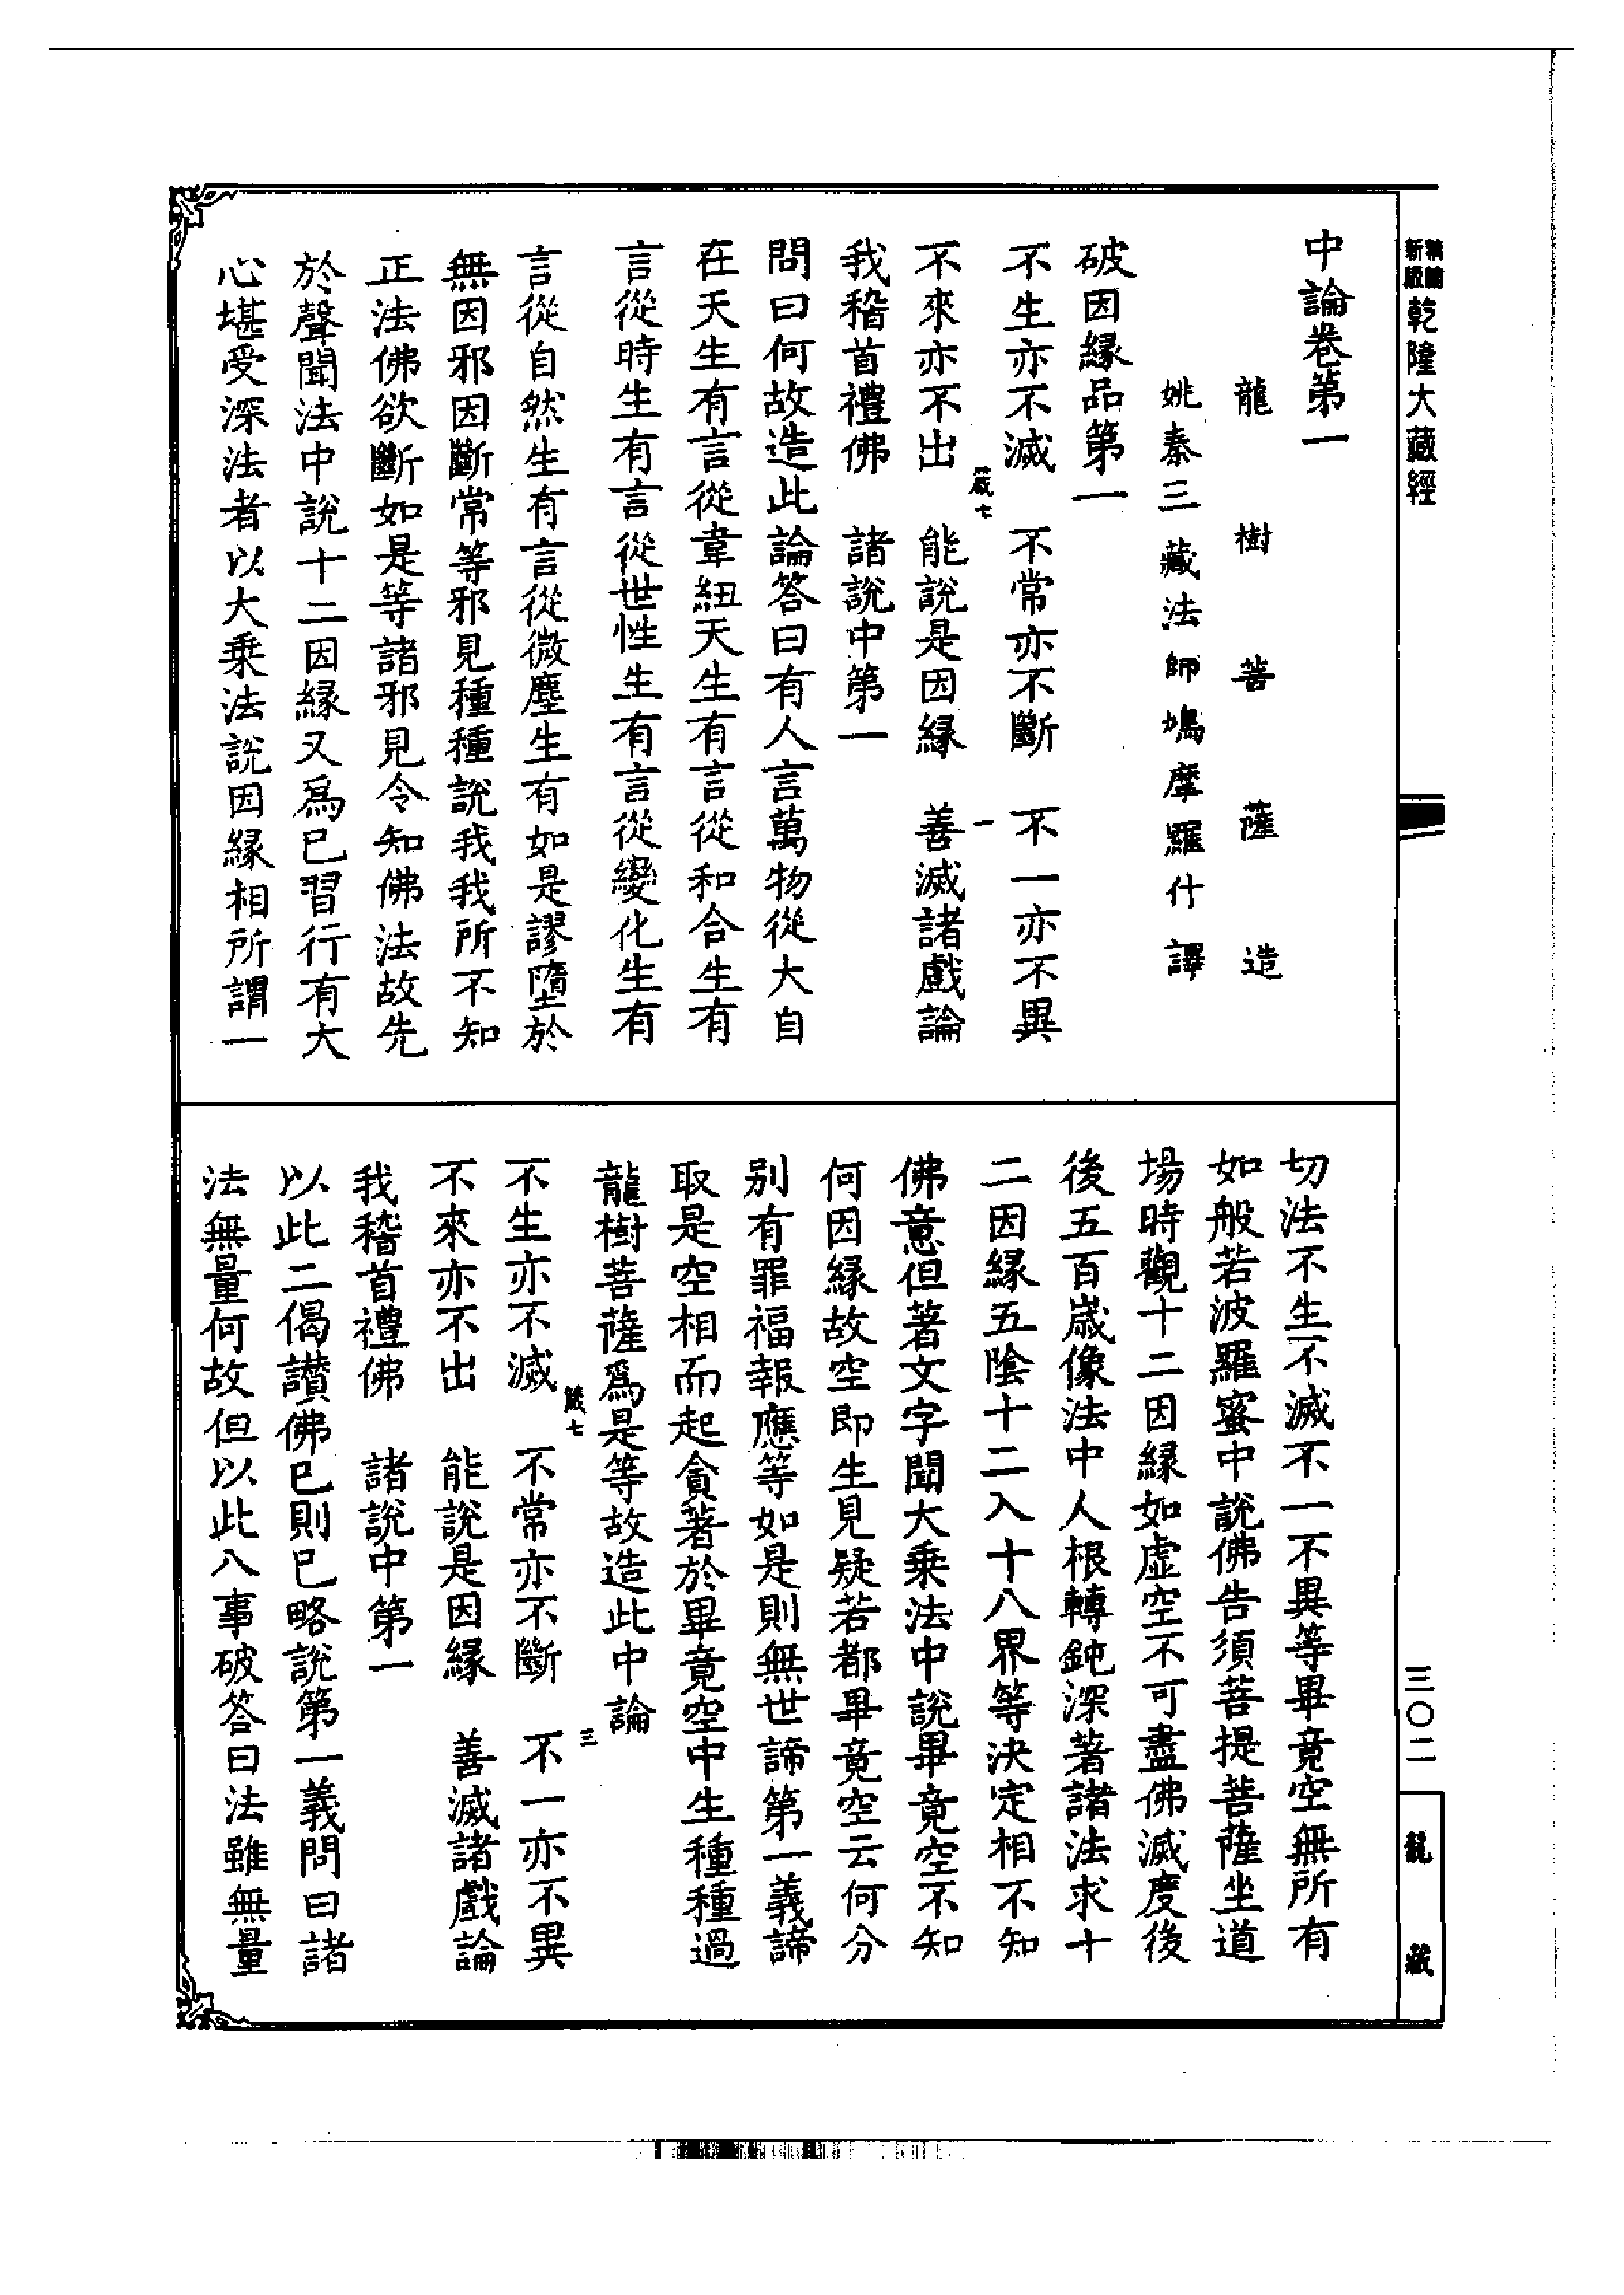 精編新版
乾隆大藏經
中論卷第一
龍樹菩薩造
姚秦三藏法師鳩摩羅什譯
破因緣品第一
不生亦不滅 不常亦不斷 不一亦不異
不來亦不出 能說是因緣 善滅諸戲論
我稽首禮佛 諸說中第一
問曰何故造此論答曰有人言萬物從大自
在天生有言從韋紐天生有言從和合生有
言從時生有言從世性生有言從變化生有
言從自然生有言從微塵生有如是謬墮於
無因邪因斷常等邪見種種說我我所不知
正法佛欲斷如是等諸邪見令知佛法故先
於聲聞法中說十二因緣又爲已習行有大
心堪受深法者以大乗法說因緣相所謂一
切法不生不滅不一不異等畢竟空無所有
如般若波羅蜜中說佛告須菩提菩薩坐道
場時觀十二因緣如虛空不可盡佛滅度後
後五百歲像法中人根轉鈍深著諸法求十
二因緣五陰十二入十八界等決定相不知
佛意但著文字聞大乗法中說畢竟空不知
何因緣故空即生見疑若都畢竟空云何分
別有罪福報應等如是則無世諦第一義諦
取是空相而起貪著於畢竟空中生種種過
龍樹菩薩爲是等故造此中論
不生亦不滅 不常亦不斷 不一亦不異
不來亦不出 能說是因緣 善滅諸戲論
我稽首禮佛 諸說中第一
以此二偈讃佛已則已略說第一義問曰諸
法無量何故但以此八事破答曰法雖無量
三〇二
龍藏